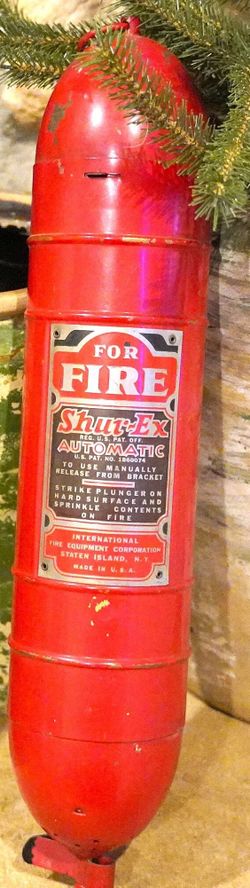 FOR
FIRE
Shur-Ex
REG. U.S. PAT. OFF.
AUTOMATIC
U.S. PAT. NO. 1860074
TO USE MANUALLY
RELEASE FROM BRACKET
STRIKE PLUNGER ON
HARD SURFACE AND
SPRINKLE CONTENTS
ON FIRE
INTERNATIONAL
FIRE EQUIPMENT CORPORATION
STATEN ISLAND, N.Y.
MADE IN U.S.A.